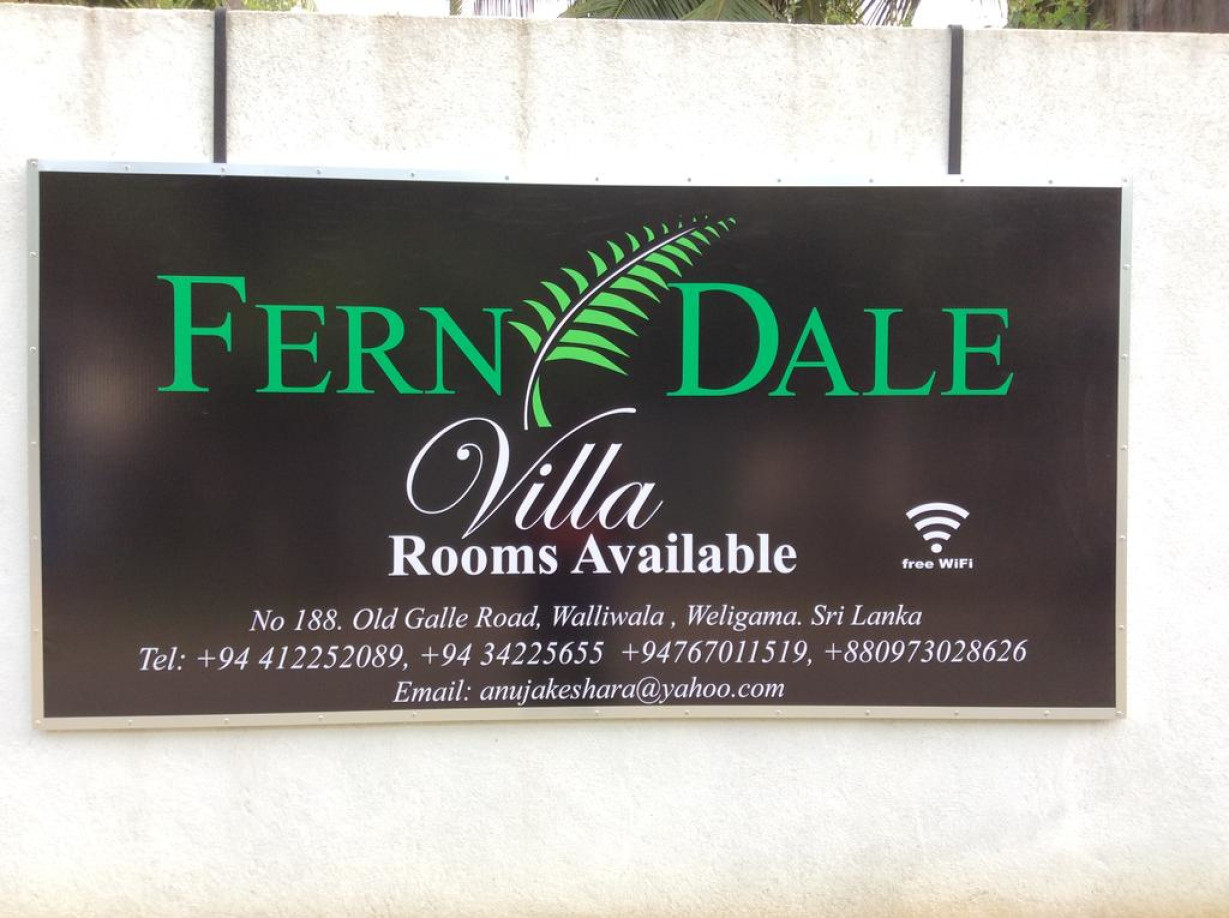 FERN DALE
Villa
Rooms Available
free WiFi
No 188. Old Galle Road, Walliwala , Weligama. Sri Lanka
Tel: +94 412252089, +94 34225655 +94767011519, +880973028626
Email: anujakeshara@yahoo.com